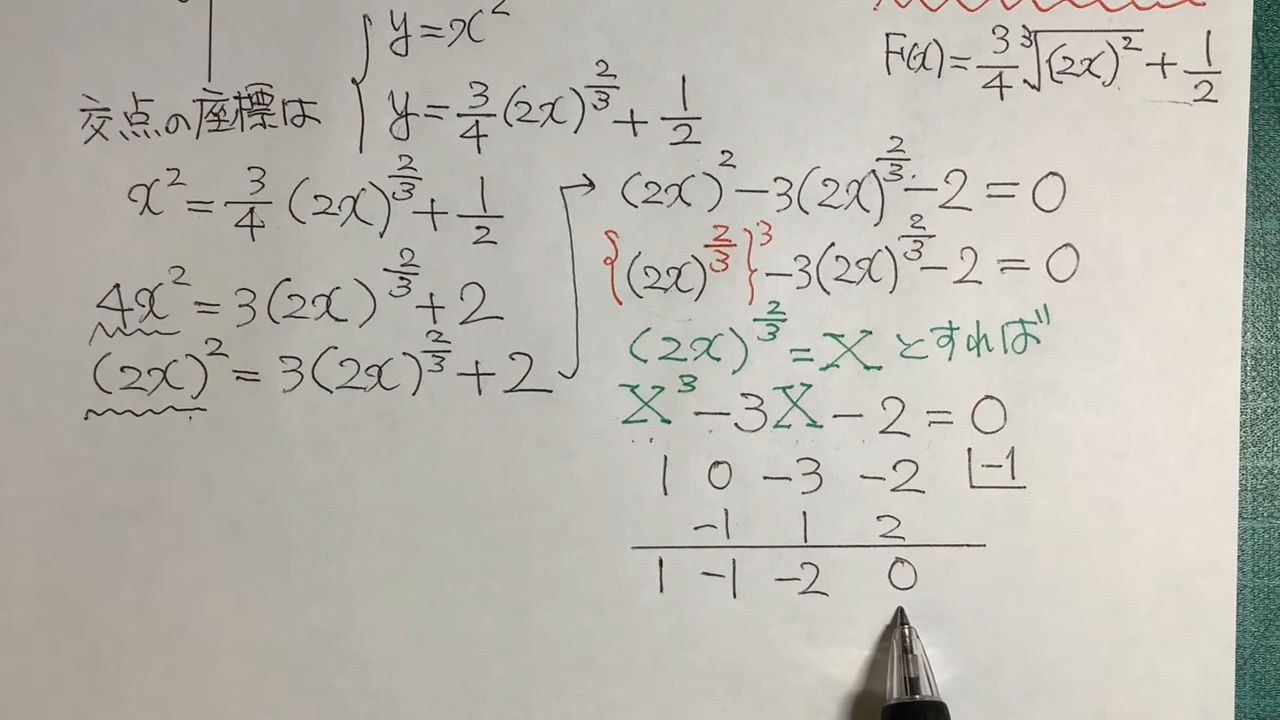 y=x²
y=3/4(2x)^(2/3)+1/2
交点の座標は
x²=3/4(2x)^(2/3)+1/2
4x²=3(2x)^(2/3)+2
(2x)²=3(2x)^(2/3)+2
F(x)=3/4∛(2x)²+1/2
(2x)²-3(2x)^(2/3)-2=0
{(2x)^(2/3)}³-3(2x)^(2/3)-2=0
(2x)^(2/3)=Xとすれば
X³-3X-2=0
1 0 -3 -2 |-1
-1 1 2
1 -1 -2 0